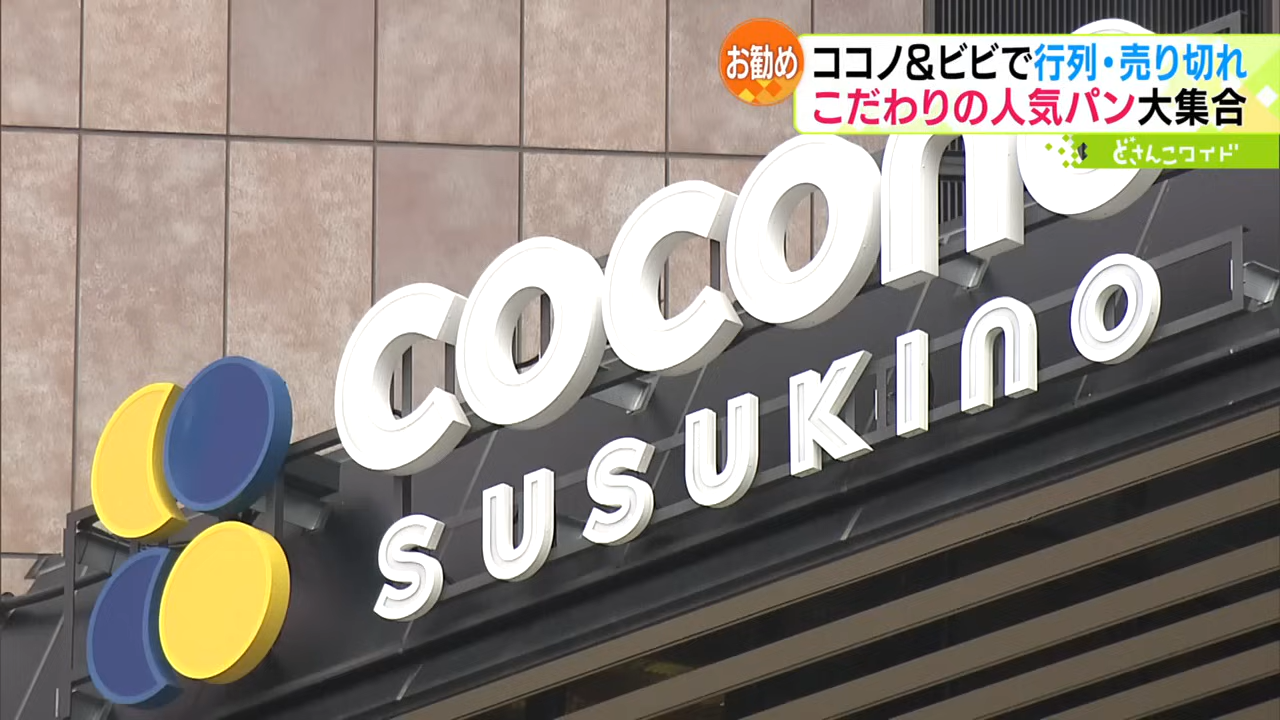 お勧め
ココノ&ビビで行列・売り切れ
こだわりの人気パン大集合
どさんこワイド
COCONO
SUSUKINO